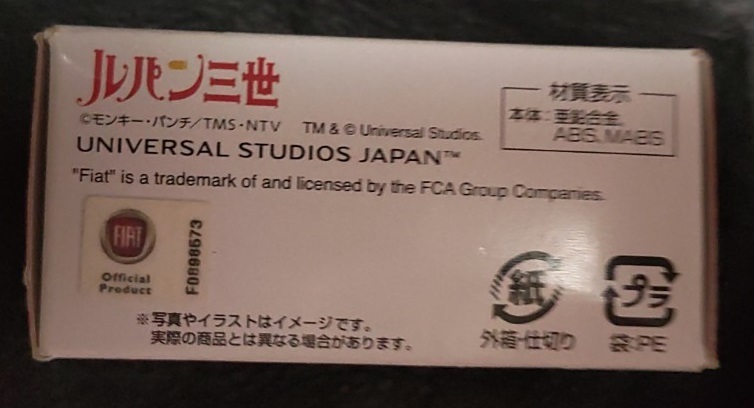 ルパン三世
©モンキー・パンチ/TMS・NTV TM & © Universal Studios.
UNIVERSAL STUDIOS JAPAN™
"Fiat" is a trademark of and licensed by the FCA Group Companies.
材質表示
本体：亜鉛合金,
ABS, MABS
FIAT
Official
Product
F0898573
※写真やイラストはイメージです。
実際の商品とは異なる場合があります。
紙
外箱・仕切り
プラ
袋:PE